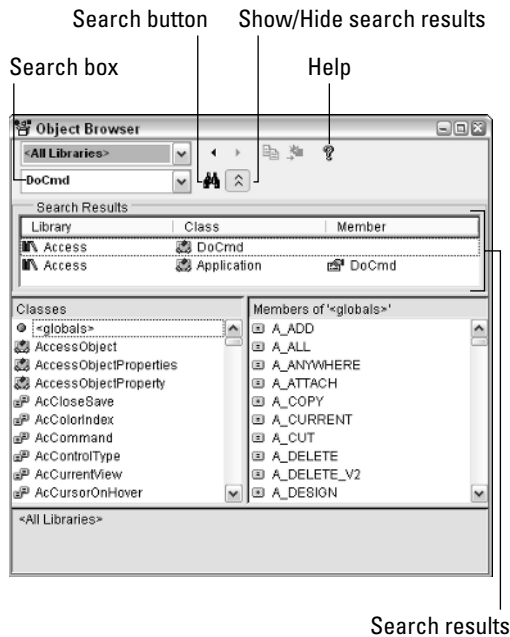 Search button Show/Hide search results
Search box Help
Object Browser
<All Libraries>
DoCmd
Search Results
Library Class Member
Access DoCmd
Access Application DoCmd
Classes Members of '<globals>'
<globals> A_ADD
AccessObject A_ALL
AccessObjectProperties A_ANYWHERE
AccessObjectProperty A_ATTACH
AcCloseSave A_COPY
AcColorIndex A_CURRENT
AcCommand A_CUT
AcControlType A_DELETE
AcCurrentView A_DELETE_V2
AcCursorOnHover A_DESIGN
<All Libraries>
Search results